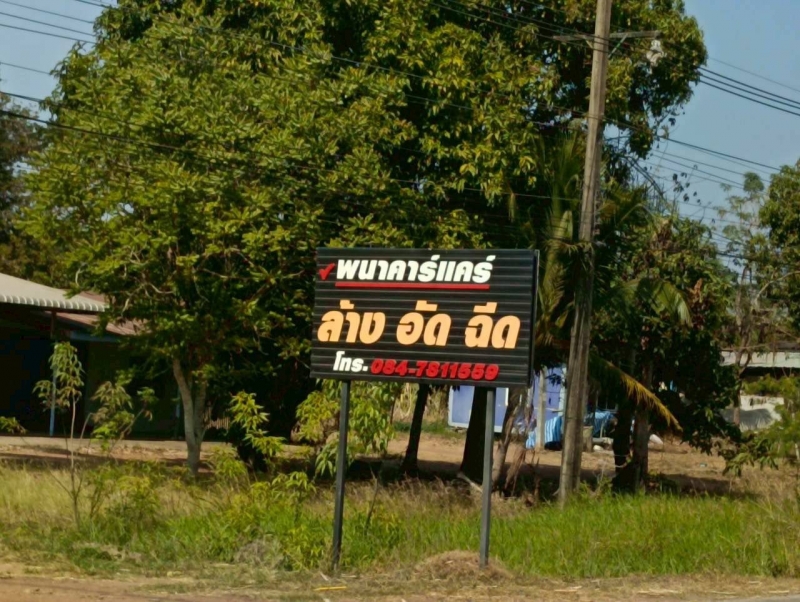 พนาคาร์แคร์
ล้าง อัด ฉีด
โทร. 084-7811559